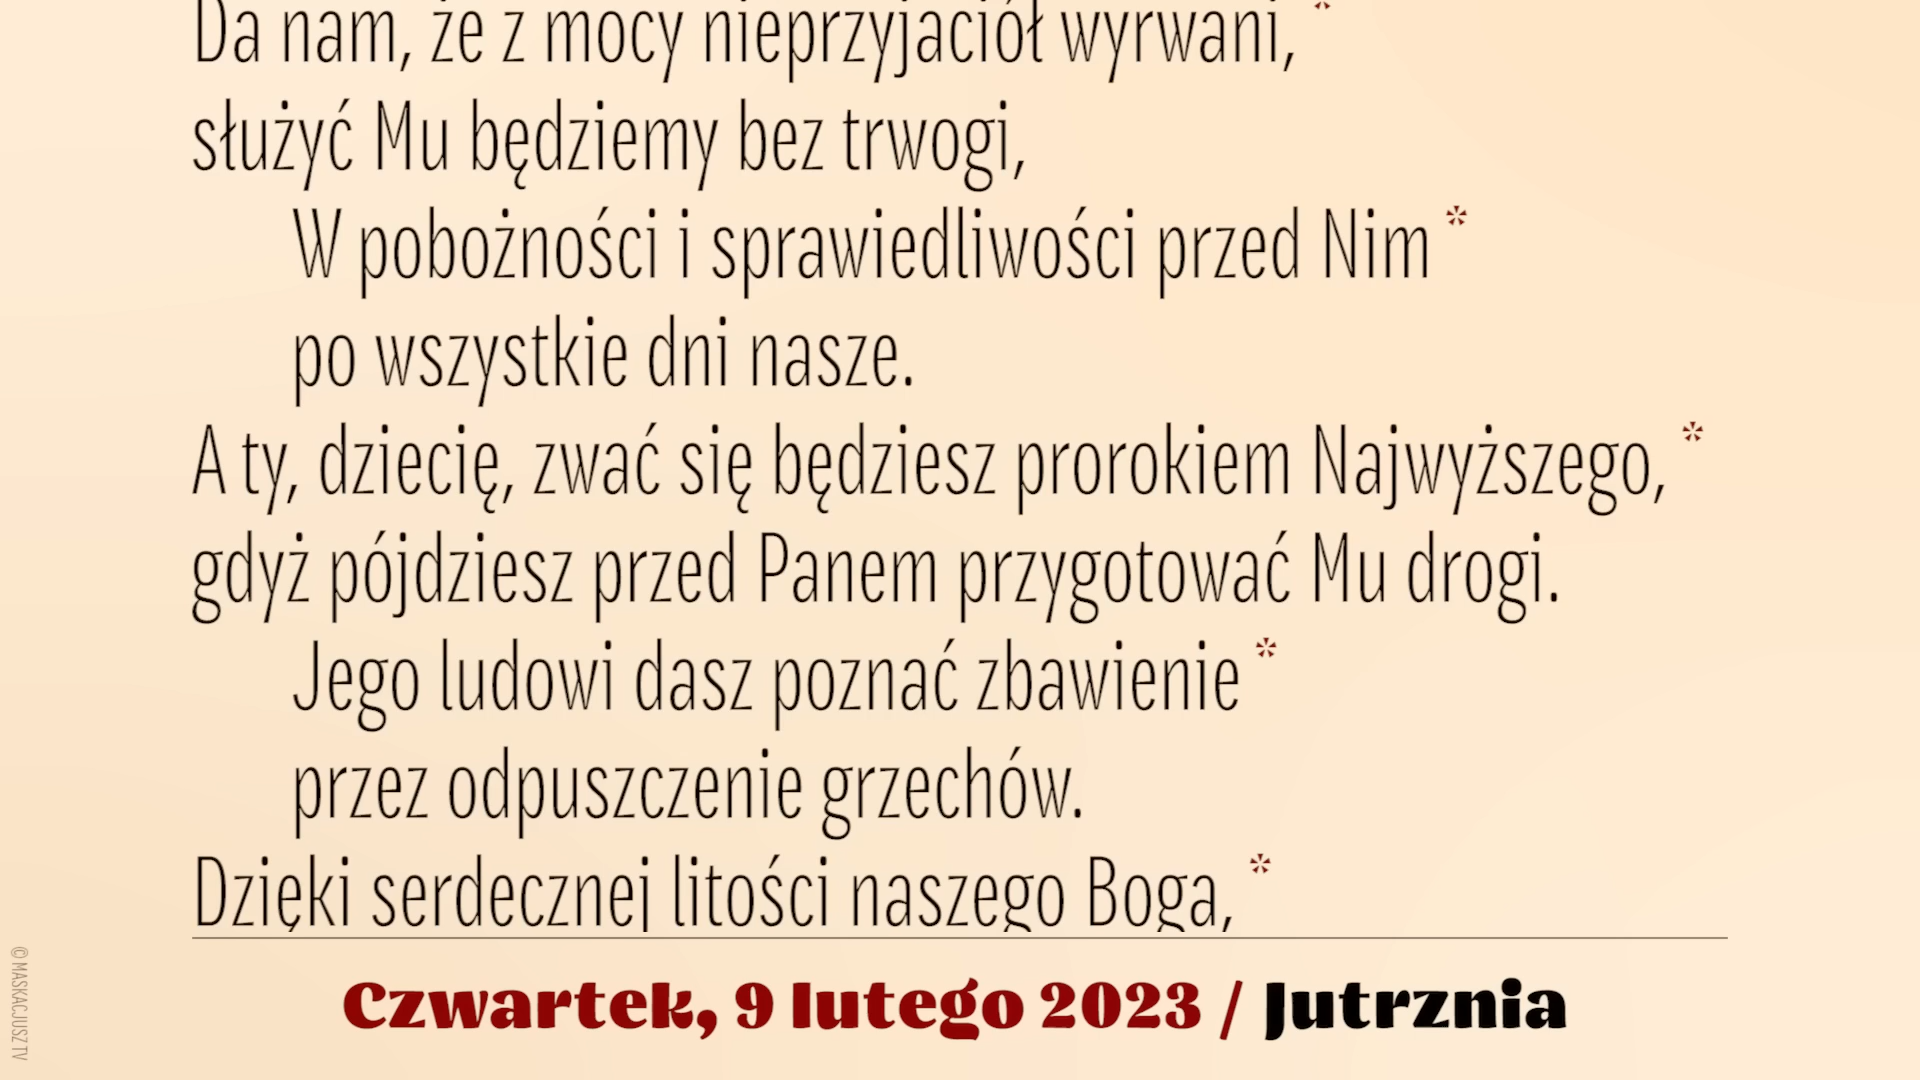 Da nam, że z mocy nieprzyjaciół wyrwani, *
służyć Mu będziemy bez trwogi,
W pobożności i sprawiedliwości przed Nim *
po wszystkie dni nasze.
A ty, dziecię, zwać się będziesz prorokiem Najwyższego, *
gdyż pójdziesz przed Panem przygotować Mu drogi.
Jego ludowi dasz poznać zbawienie *
przez odpuszczenie grzechów.
Dzięki serdecznej litości naszego Boga, *
Czwartek, 9 lutego 2023 / Jutrznia
© MASKACJUSZ TV